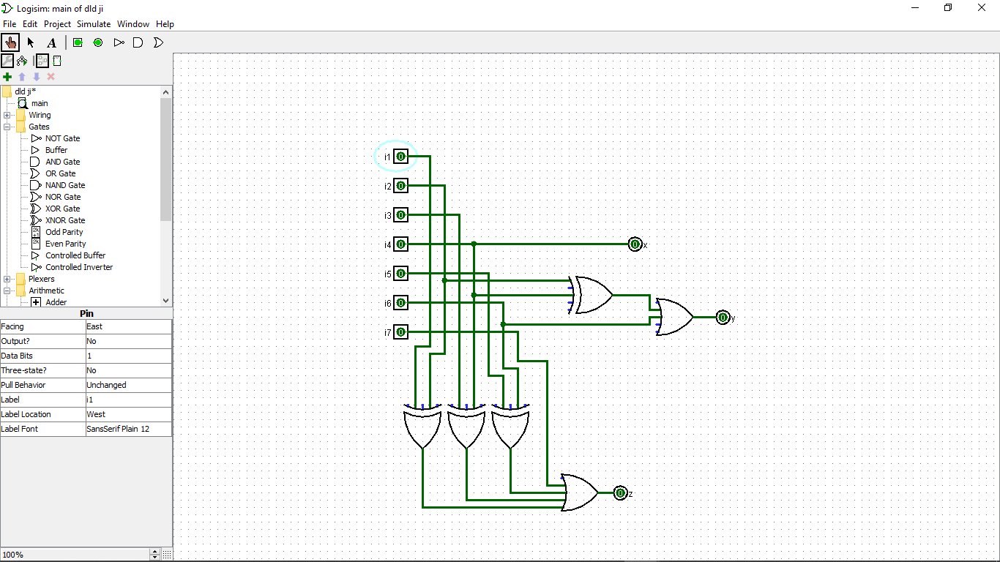 Logisim: main of dld ji
File Edit Project Simulate Window Help
A
dld ji*
main
Wiring
Gates
NOT Gate
Buffer
AND Gate
OR Gate
NAND Gate
NOR Gate
XOR Gate
XNOR Gate
2k+1 Odd Parity
2k Even Parity
Controlled Buffer
Controlled Inverter
Plexers
Arithmetic
Adder
Pin
Facing East
Output? No
Data Bits 1
Three-state? No
Pull Behavior Unchanged
Label i1
Label Location West
Label Font SansSerif Plain 12
100%
i1 0
i2 0
i3 0
i4 0
0 x
i5 0
i6 0
0 y
i7 0
0 z